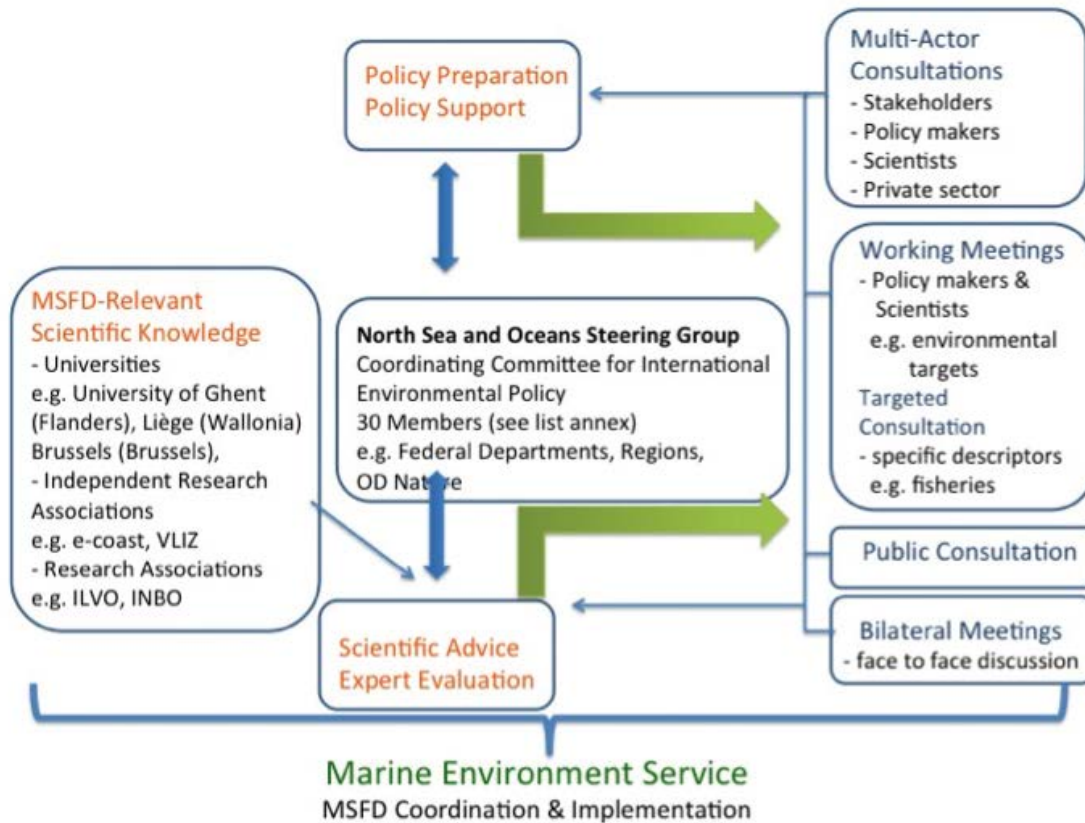 Policy Preparation
Policy Support
Multi-Actor
Consultations
- Stakeholders
- Policy makers
- Scientists
- Private sector
MSFD-Relevant
Scientific Knowledge
- Universities
e.g. University of Ghent
(Flanders), Liège (Wallonia)
Brussels (Brussels),
- Independent Research
Associations
e.g. e-coast, VLIZ
- Research Associations
e.g. ILVO, INBO
North Sea and Oceans Steering Group
Coordinating Committee for International
Environmental Policy
30 Members (see list annex)
e.g. Federal Departments, Regions,
OD Nature
Working Meetings
- Policy makers &
Scientists
e.g. environmental
targets
Targeted
Consultation
- specific descriptors
e.g. fisheries
Public Consultation
Bilateral Meetings
- face to face discussion
Scientific Advice
Expert Evaluation
Marine Environment Service
MSFD Coordination & Implementation